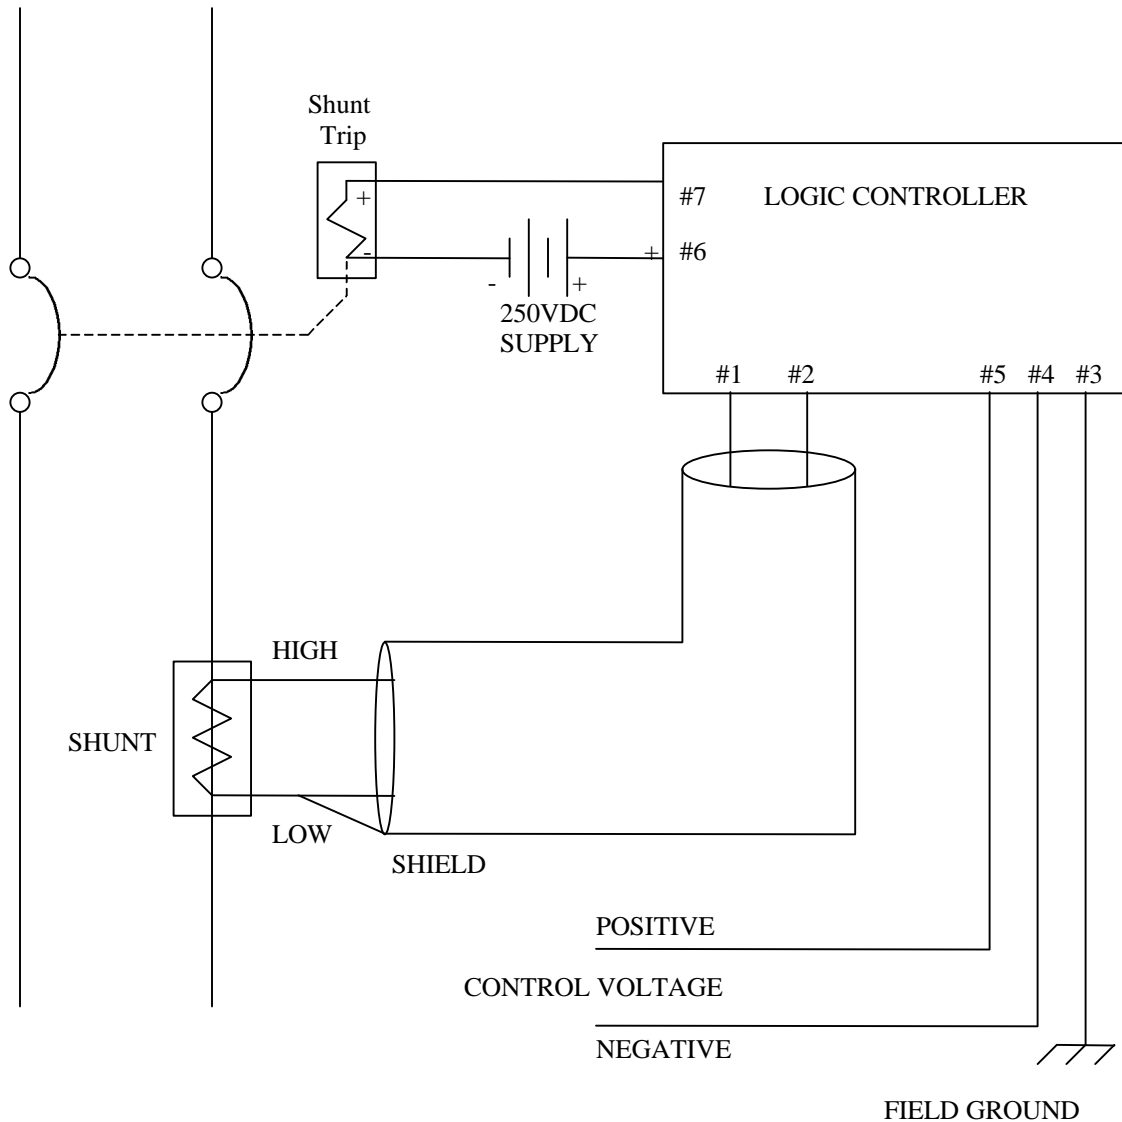 Shunt
Trip
+
-
#7
LOGIC CONTROLLER
+
#6
-
+
250VDC
SUPPLY
#1
#2
#5
#4
#3
HIGH
SHUNT
LOW
SHIELD
POSITIVE
CONTROL VOLTAGE
NEGATIVE
FIELD GROUND